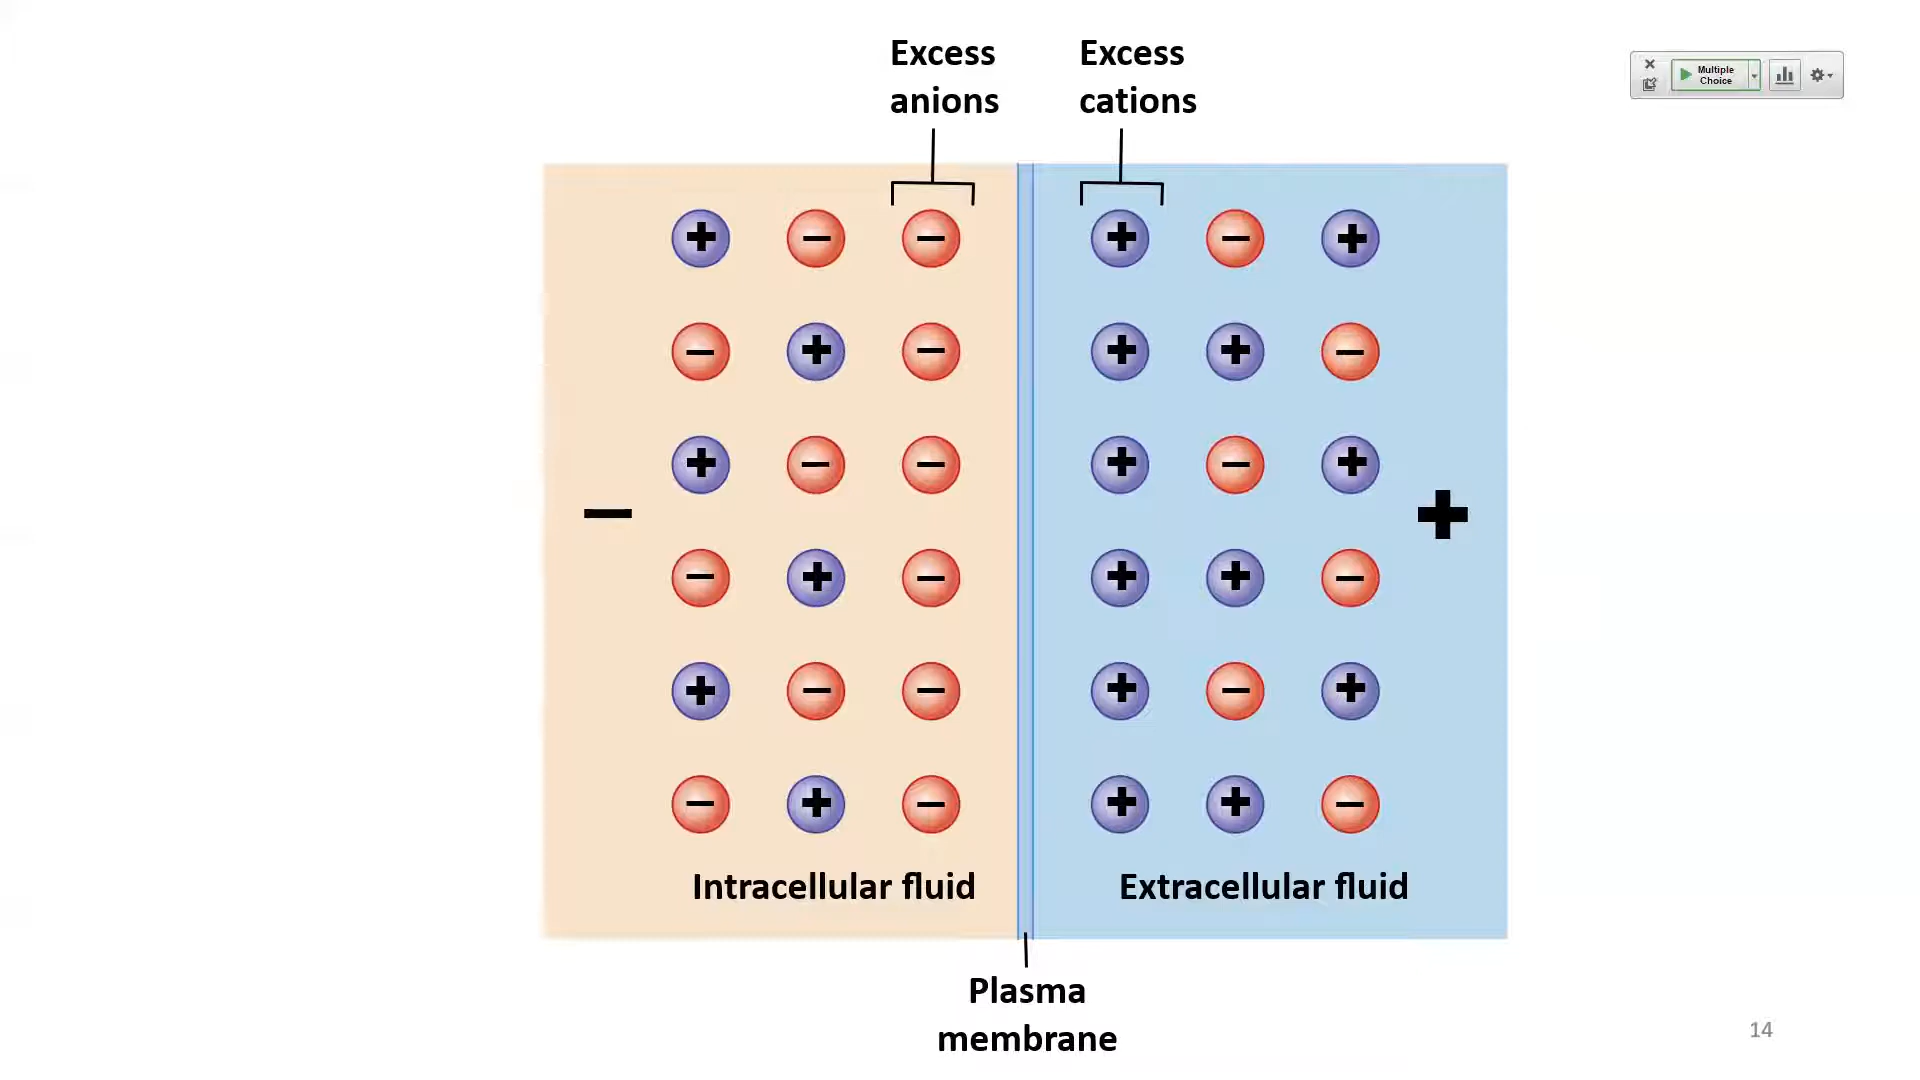 Excess
anions
Excess
cations
Multiple
Choice
+ − − + − +
− + − + + −
+ − − + − +
− +
− + − + + −
+ − − + − +
− + − + + −
Intracellular fluid
Extracellular fluid
Plasma
membrane
14